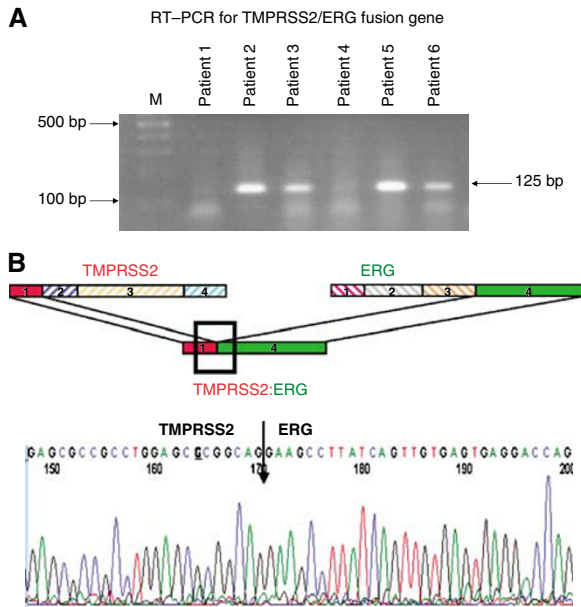 A
RT–PCR for TMPRSS2/ERG fusion gene
M
Patient 1
Patient 2
Patient 3
Patient 4
Patient 5
Patient 6
500 bp
100 bp
125 bp
B
TMPRSS2 ERG
1 2 3 4 1 2 3 4
1 4
TMPRSS2:ERG
TMPRSS2 ERG
GAGCGCCGCCTGGAGCGCGGCAGGAAGCCTTATCAGTTGTGAGTGAGGACCAG
150 160 170 180 190 200